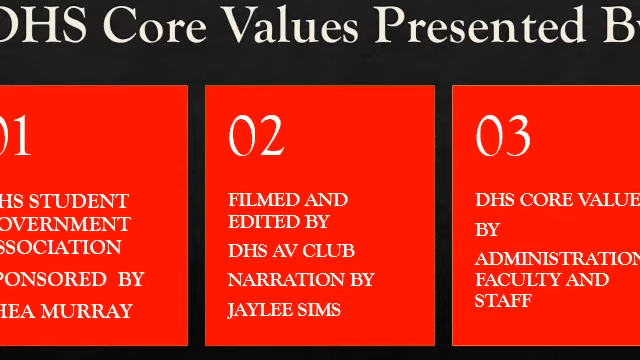 DHS Core Values Presented By
01
HS STUDENT
OVERNMENT
SSOCIATION
PONSORED BY
HEA MURRAY
02
FILMED AND
EDITED BY
DHS AV CLUB
NARRATION BY
JAYLEE SIMS
03
DHS CORE VALUE
BY
ADMINISTRATION
FACULTY AND
STAFF